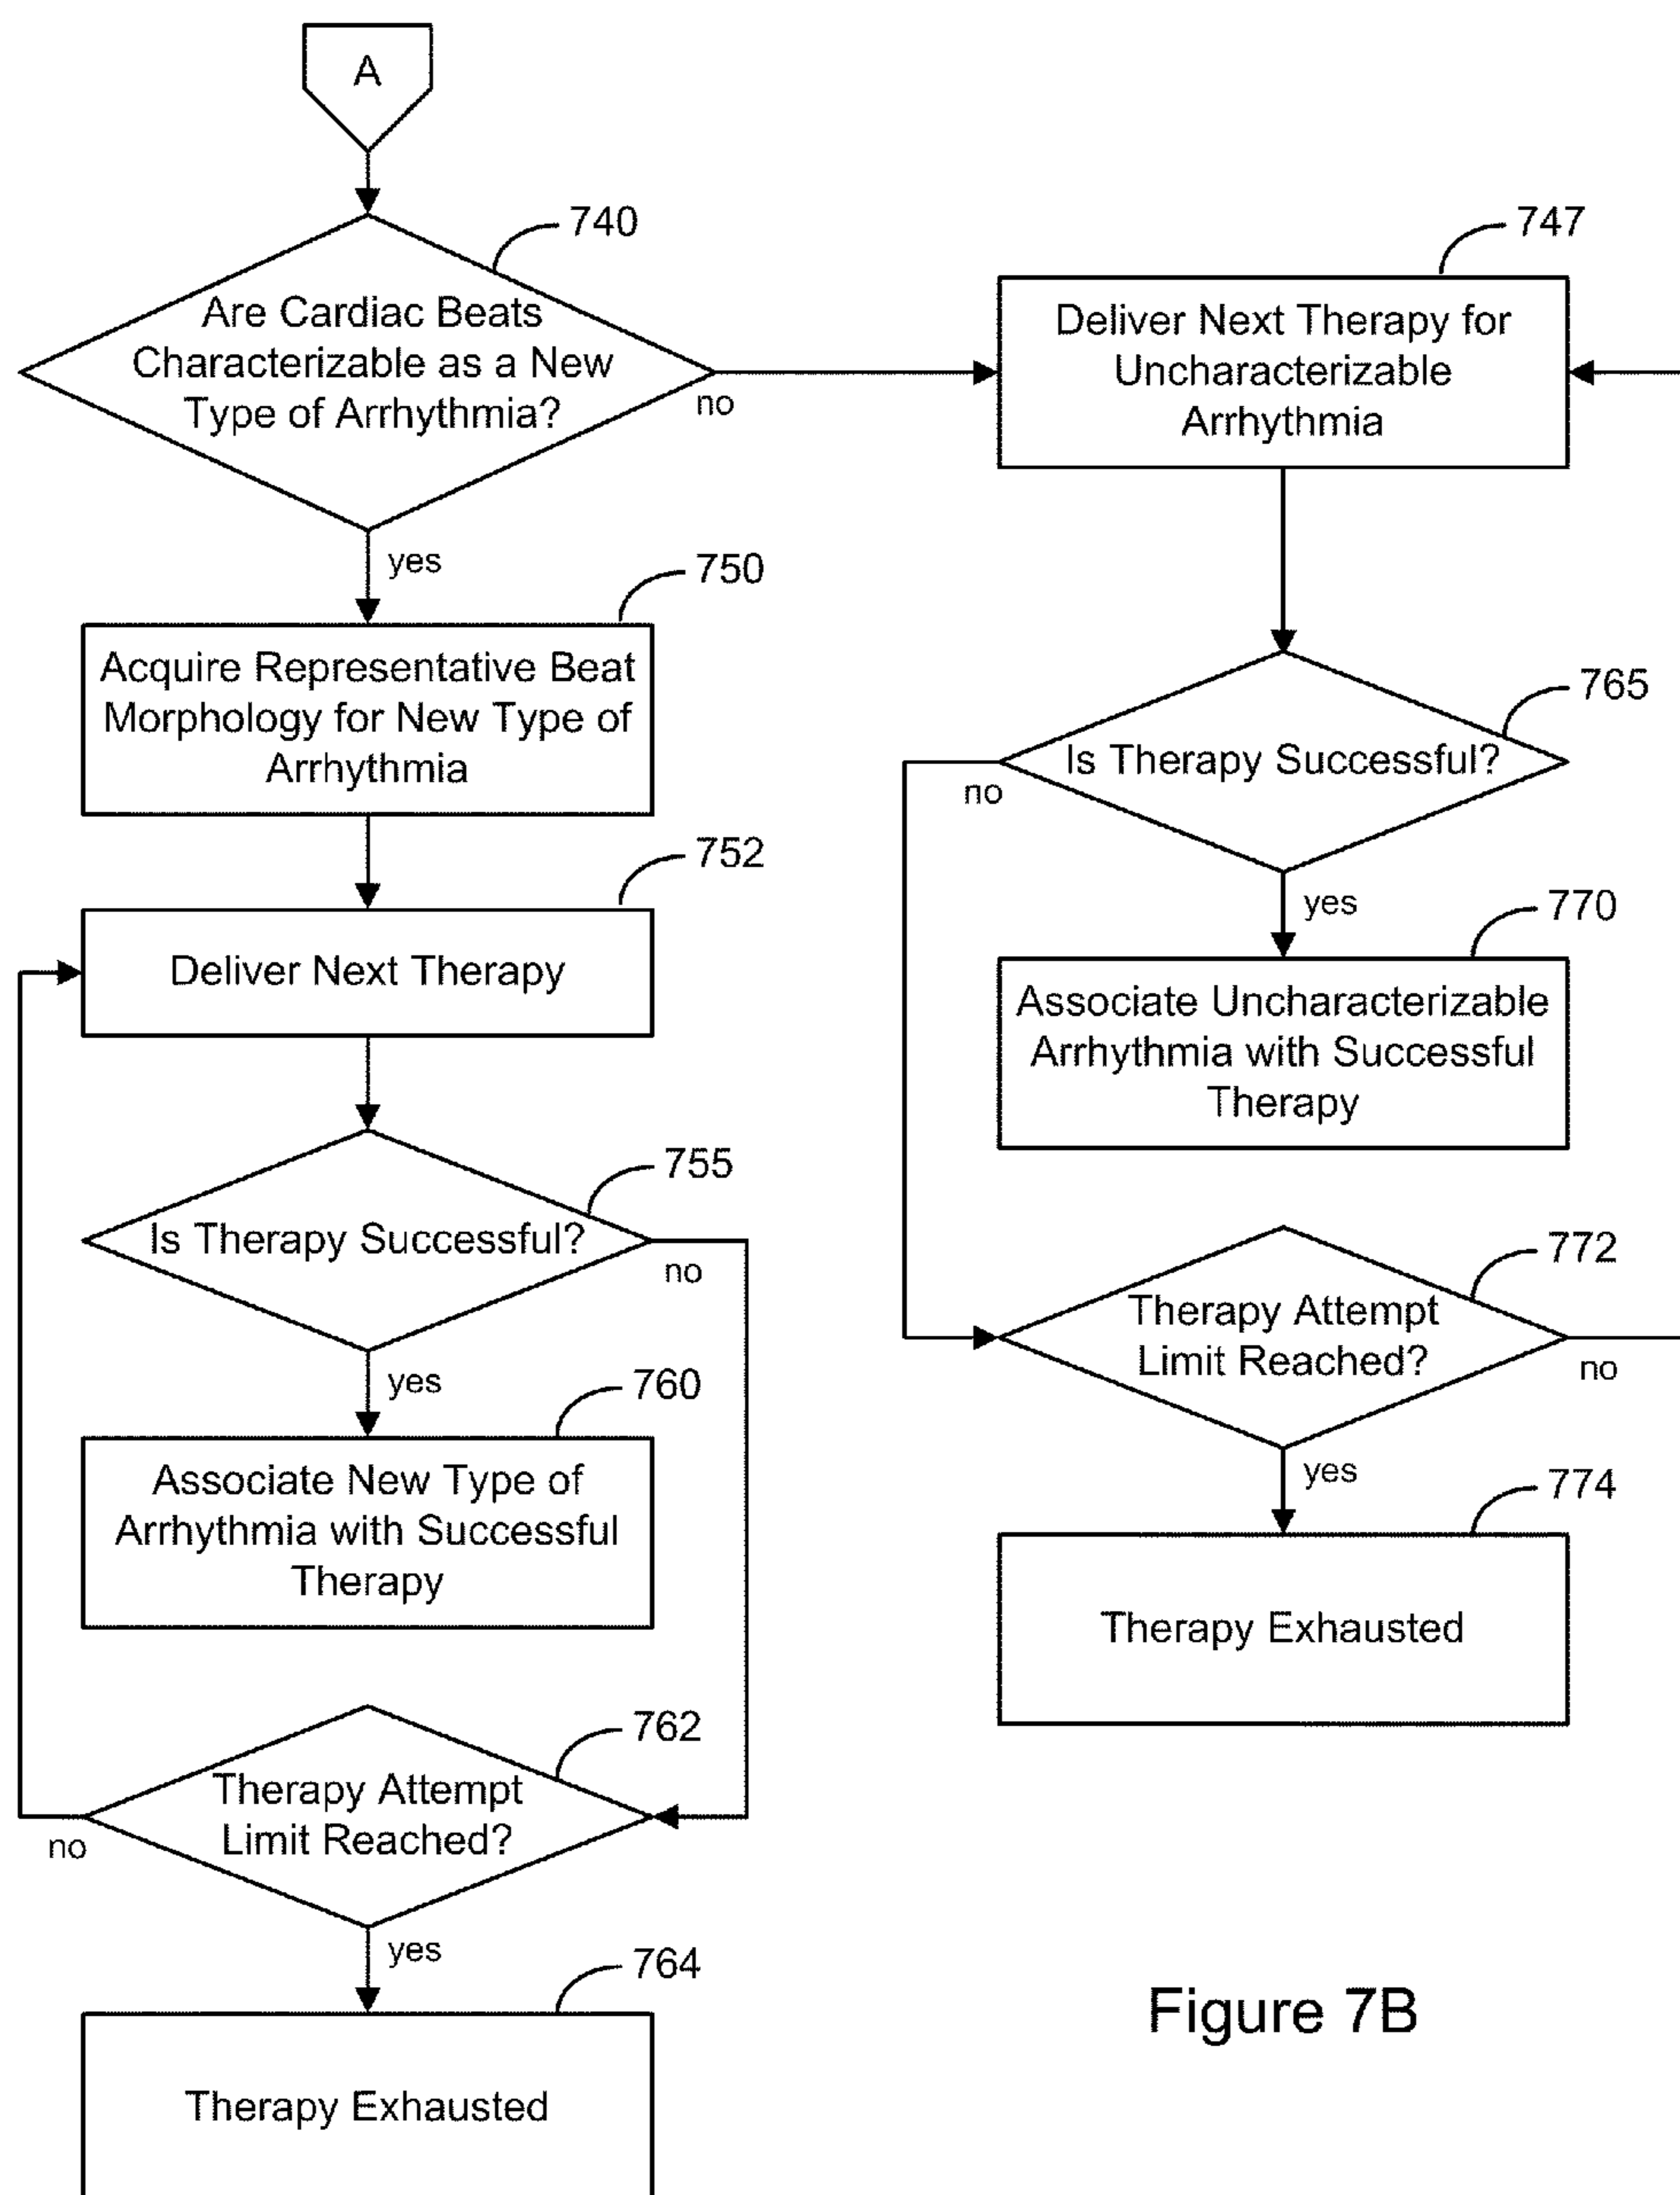 A
740
Are Cardiac Beats
Characterizable as a New
Type of Arrhythmia?
no
yes
750
Acquire Representative Beat
Morphology for New Type of
Arrhythmia
752
Deliver Next Therapy
755
Is Therapy Successful?
no
yes
760
Associate New Type of
Arrhythmia with Successful
Therapy
762
Therapy Attempt
Limit Reached?
no
yes
764
Therapy Exhausted
747
Deliver Next Therapy for
Uncharacterizable
Arrhythmia
765
Is Therapy Successful?
no
yes
770
Associate Uncharacterizable
Arrhythmia with Successful
Therapy
772
Therapy Attempt
Limit Reached?
no
yes
774
Therapy Exhausted
Figure 7B